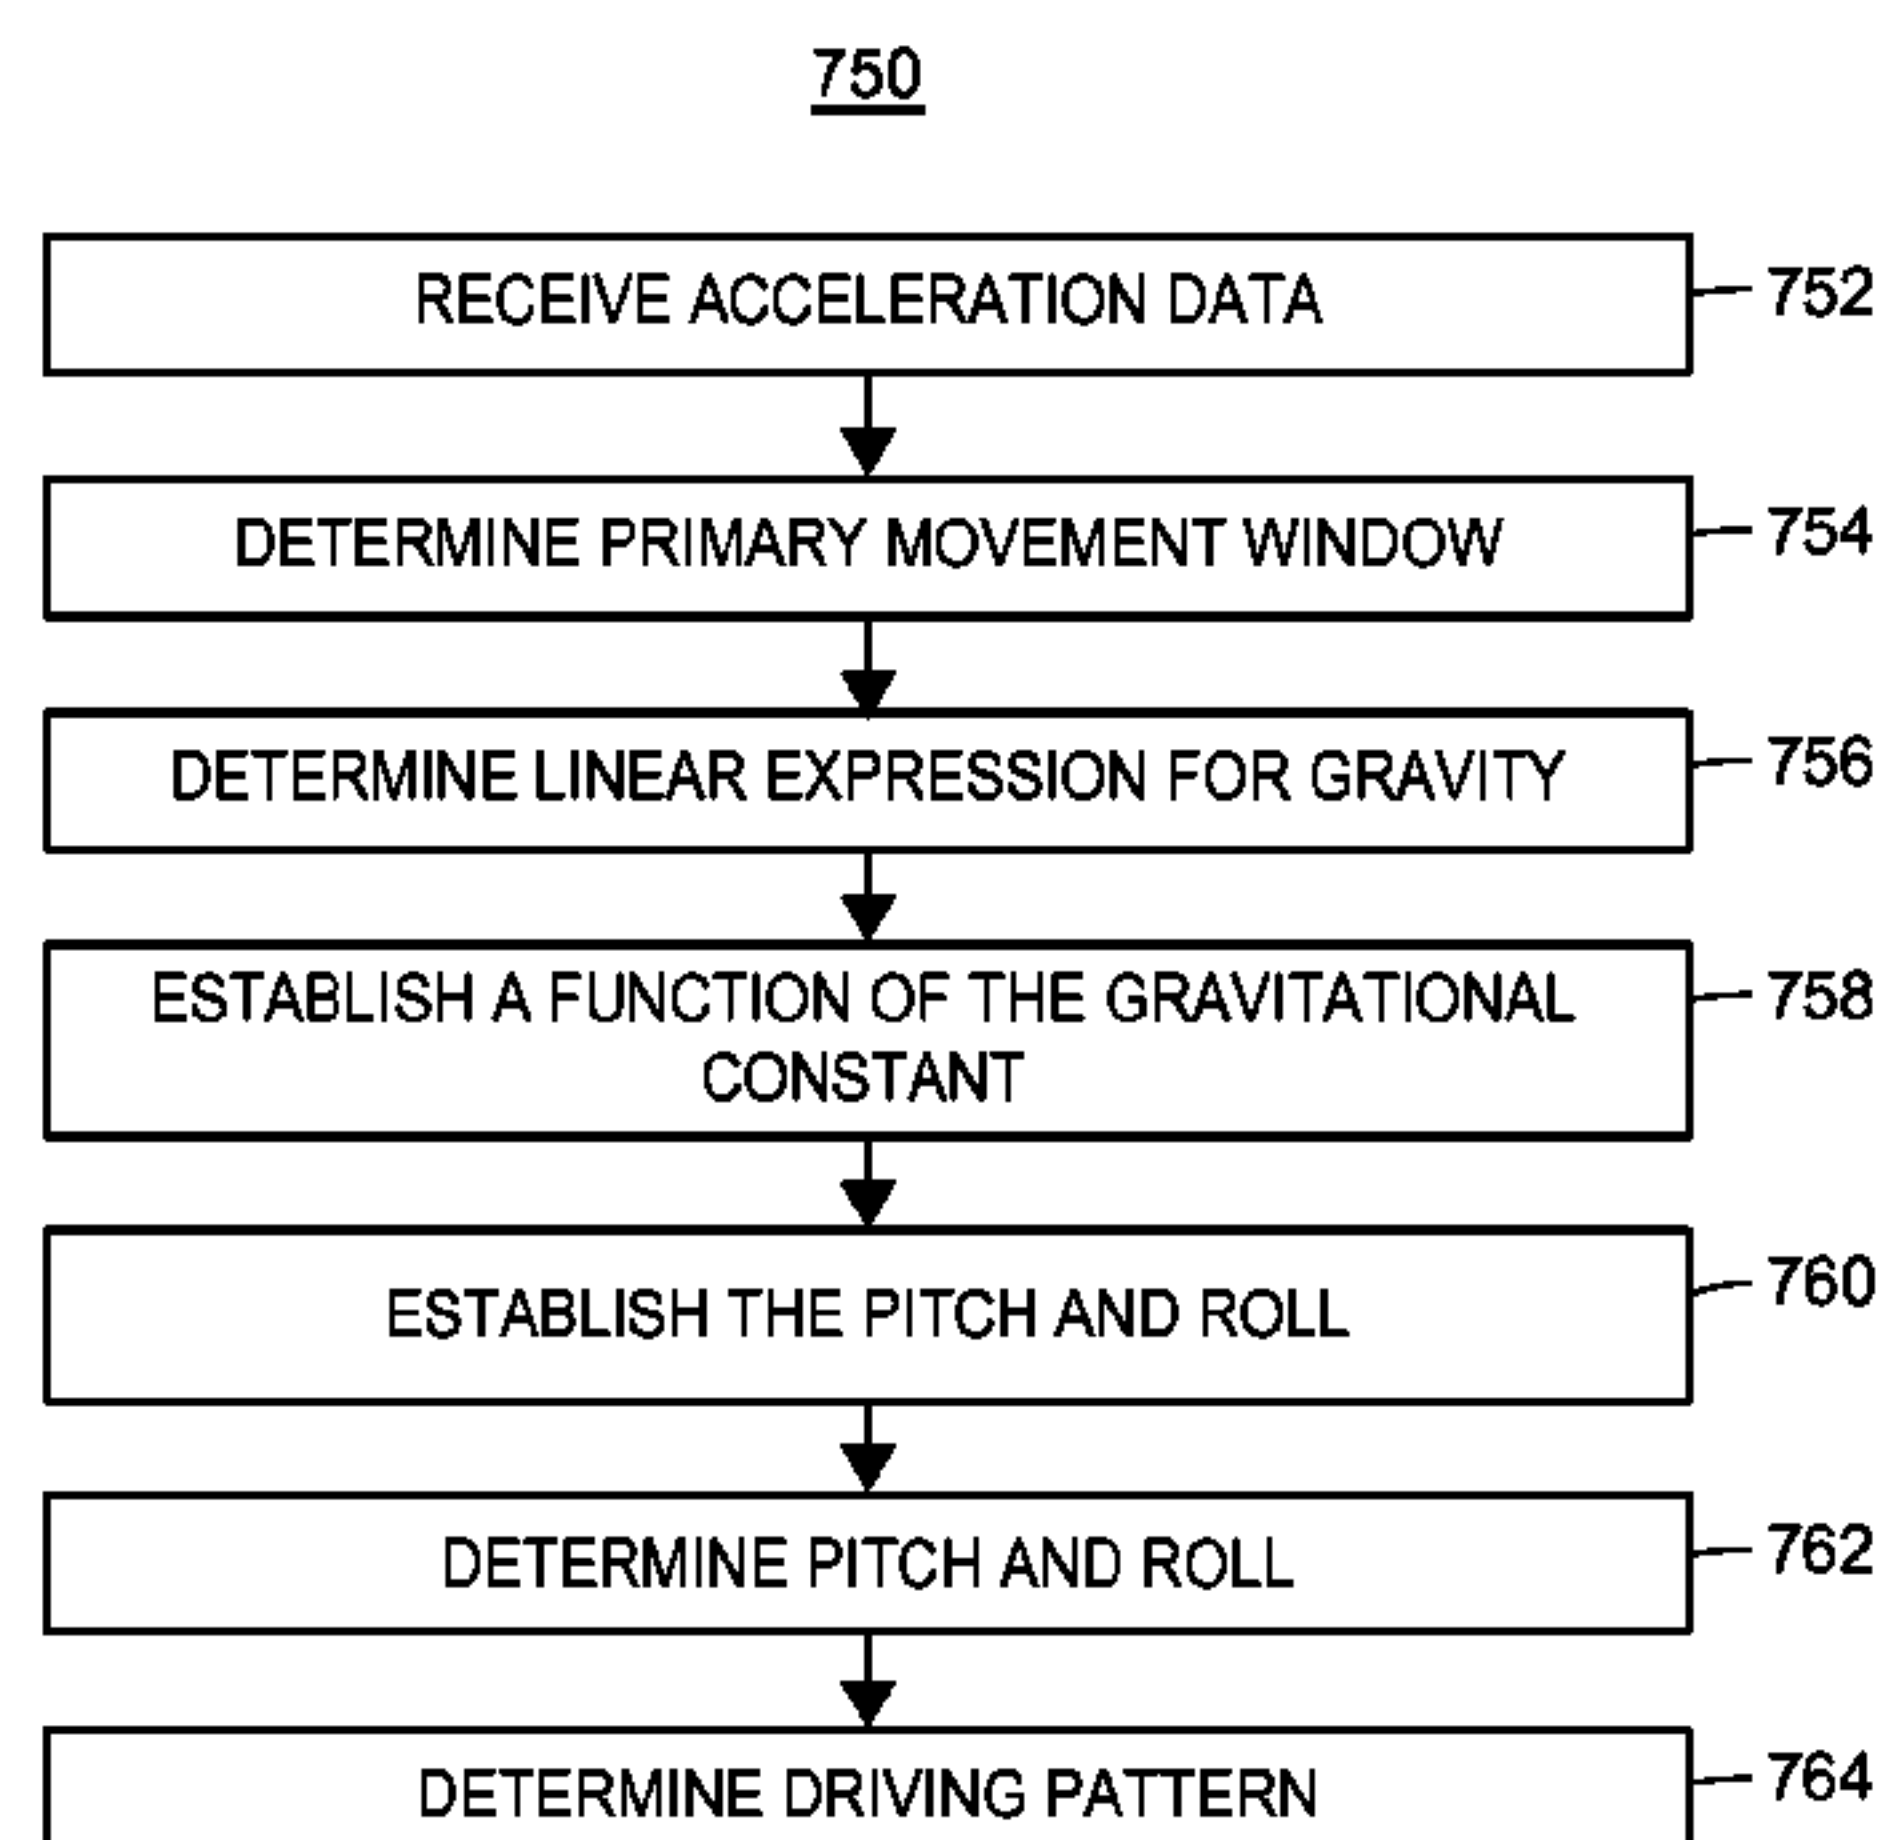 750
RECEIVE ACCELERATION DATA
752
DETERMINE PRIMARY MOVEMENT WINDOW
754
DETERMINE LINEAR EXPRESSION FOR GRAVITY
756
ESTABLISH A FUNCTION OF THE GRAVITATIONAL
CONSTANT
758
ESTABLISH THE PITCH AND ROLL
760
DETERMINE PITCH AND ROLL
762
DETERMINE DRIVING PATTERN
764